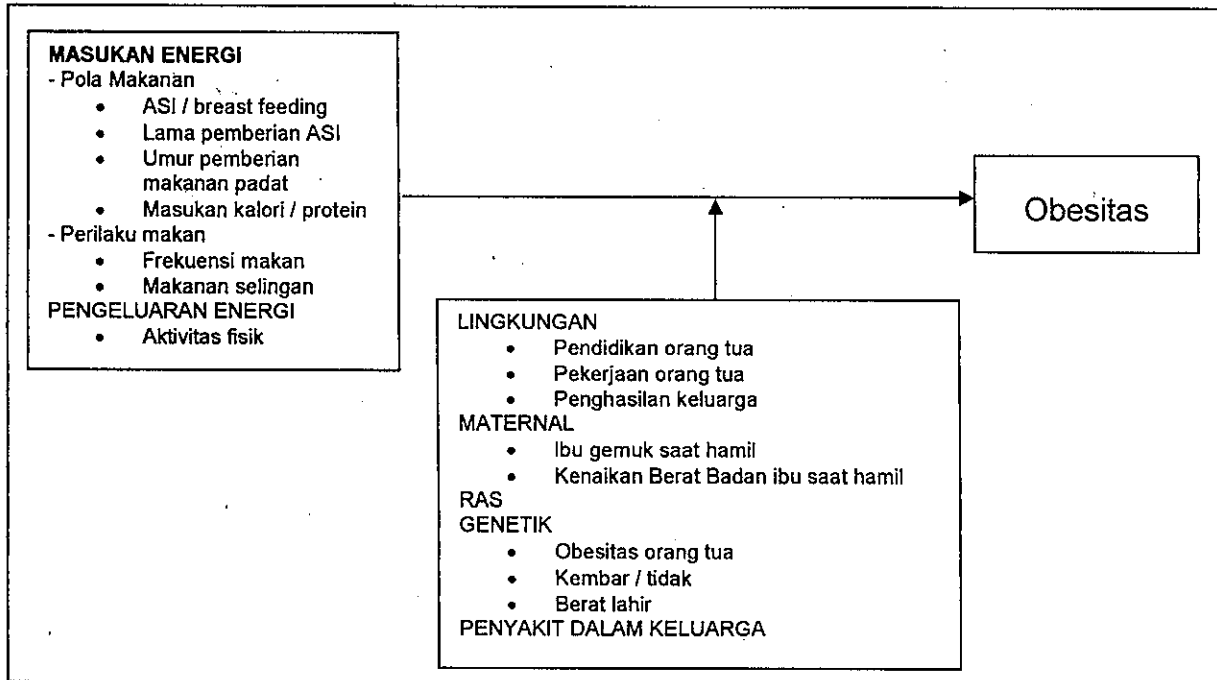 MASUKAN ENERGI
- Pola Makanan
• ASI / breast feeding
• Lama pemberian ASI
• Umur pemberian
makanan padat
• Masukan kalori / protein
- Perilaku makan
• Frekuensi makan
• Makanan selingan
PENGELUARAN ENERGI
• Aktivitas fisik
Obesitas
LINGKUNGAN
• Pendidikan orang tua
• Pekerjaan orang tua
• Penghasilan keluarga
MATERNAL
• Ibu gemuk saat hamil
• Kenaikan Berat Badan ibu saat hamil
RAS
GENETIK
• Obesitas orang tua
• Kembar / tidak
• Berat lahir
PENYAKIT DALAM KELUARGA